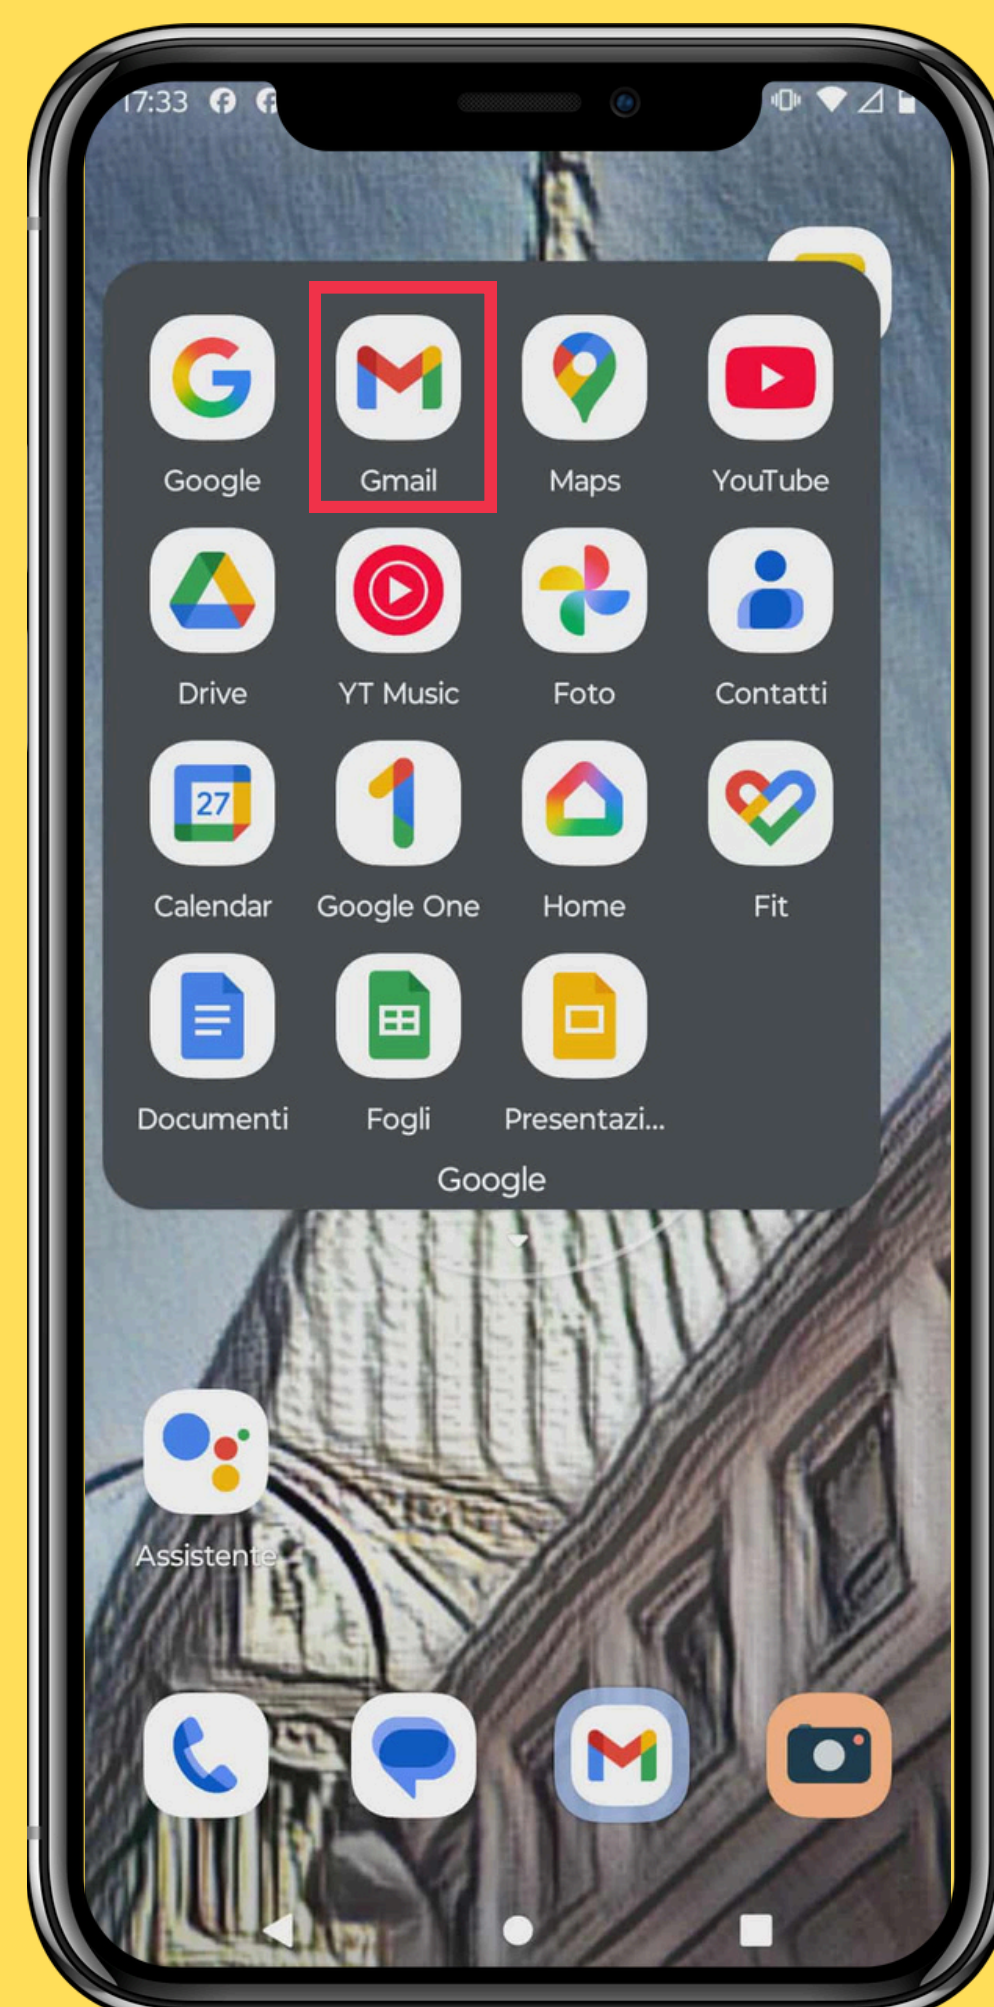 17:33
Google Gmail Maps YouTube
Drive YT Music Foto Contatti
27
Calendar Google One Home Fit
Documenti Fogli Presentazi...
Google
Assistente